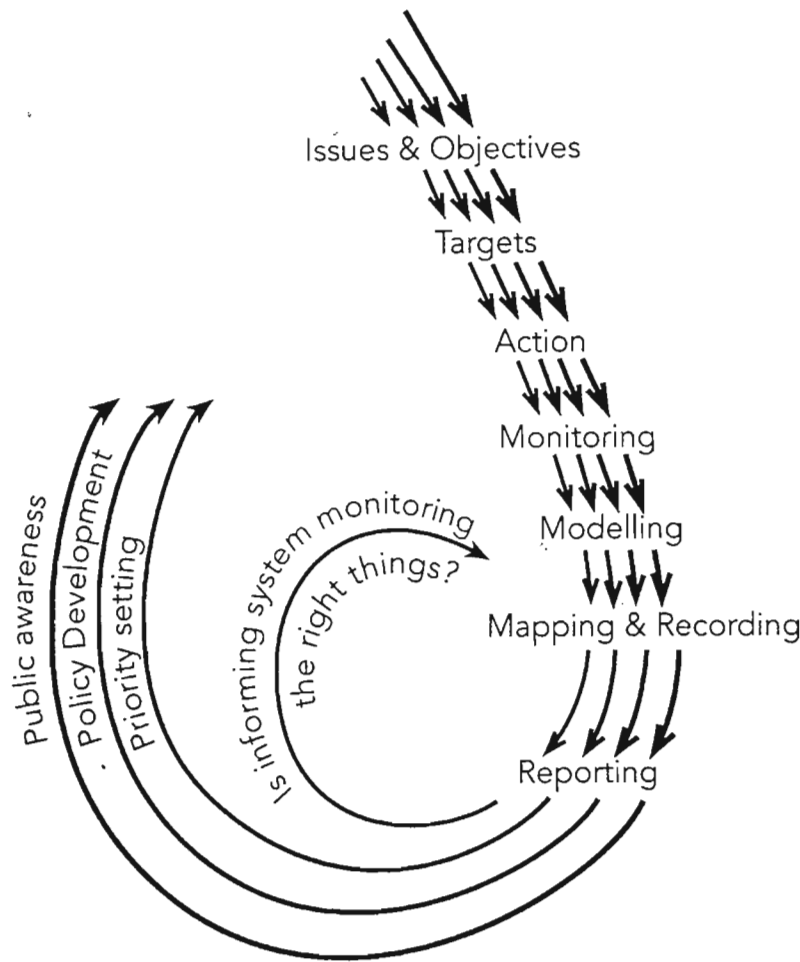 Issues & Objectives
Targets
Action
Monitoring
Modelling
Mapping & Recording
Reporting
Is informing system monitoring
the right things?
Priority setting
Policy Development
Public awareness